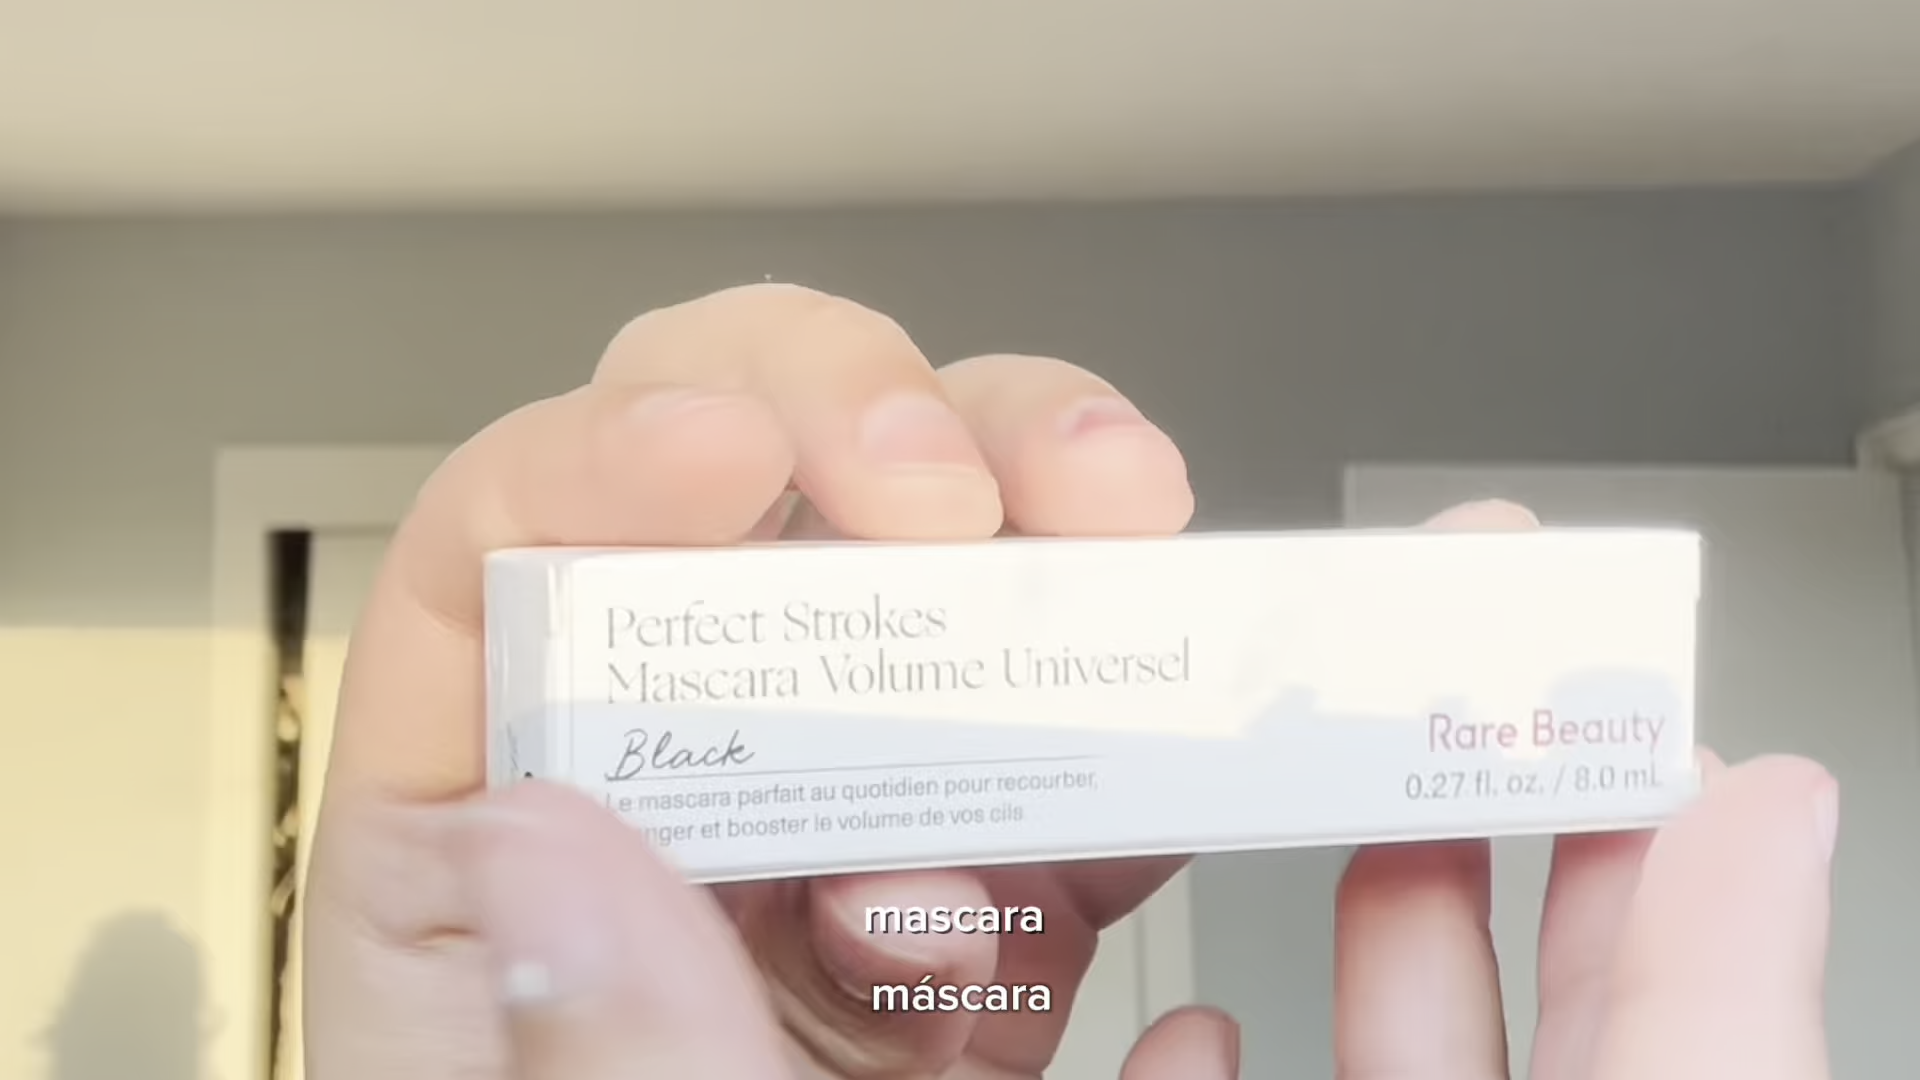 Perfect Strokes
Mascara Volume Universel
Black
Le mascara parfait au quotidien pour recourber,
et booster le volume de vos cils
Rare Beauty
0.27 fl. oz. / 8.0 mL
mascara
máscara